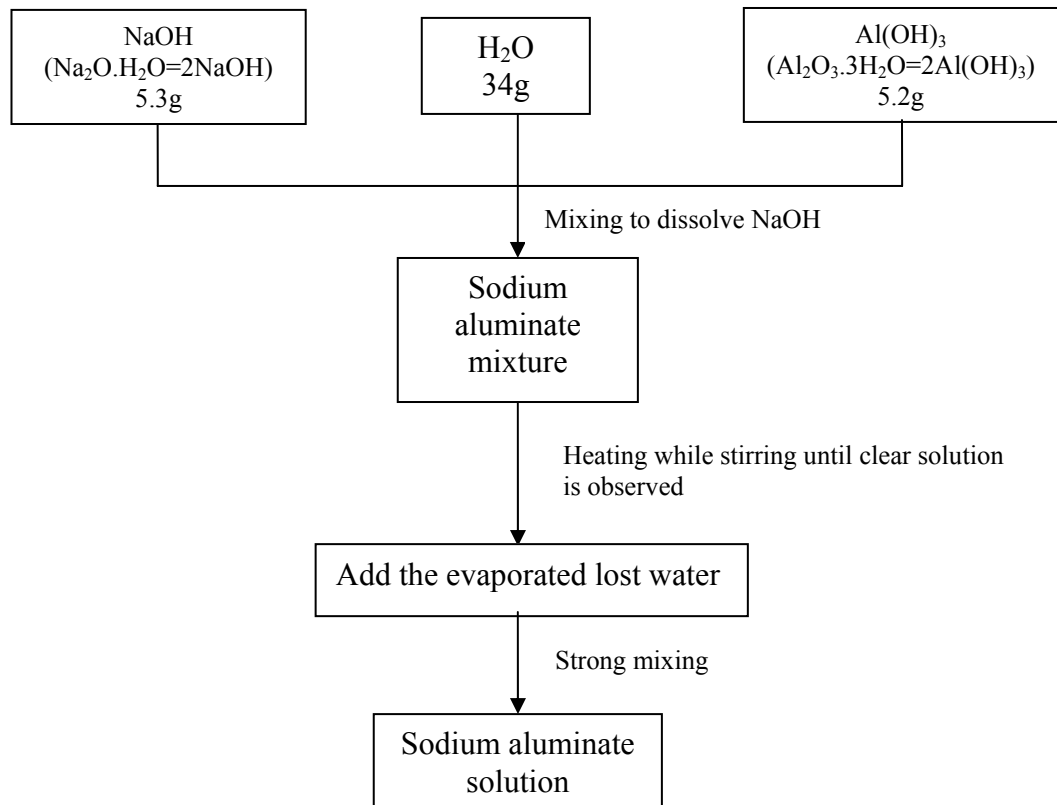 NaOH
(Na₂O.H₂O=2NaOH)
5.3g
H₂O
34g
Al(OH)₃
(Al₂O₃.3H₂O=2Al(OH)₃)
5.2g
Mixing to dissolve NaOH
Sodium
aluminate
mixture
Heating while stirring until clear solution
is observed
Add the evaporated lost water
Strong mixing
Sodium aluminate
solution